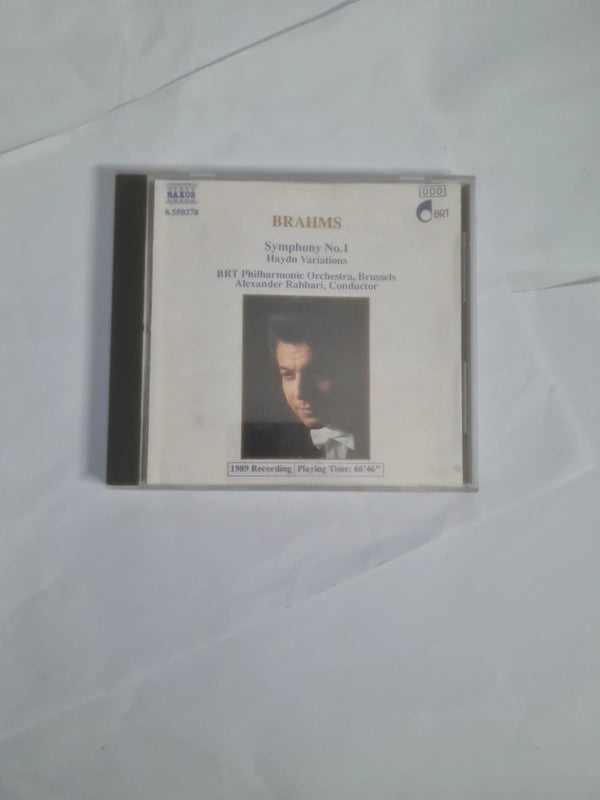 NAXOS
8.550278
DDD
BRT
BRAHMS
Symphony No.1
Haydn Variations
BRT Philharmonic Orchestra, Brussels
Alexander Rahbari, Conductor
1989 Recording Playing Time: 66'46"